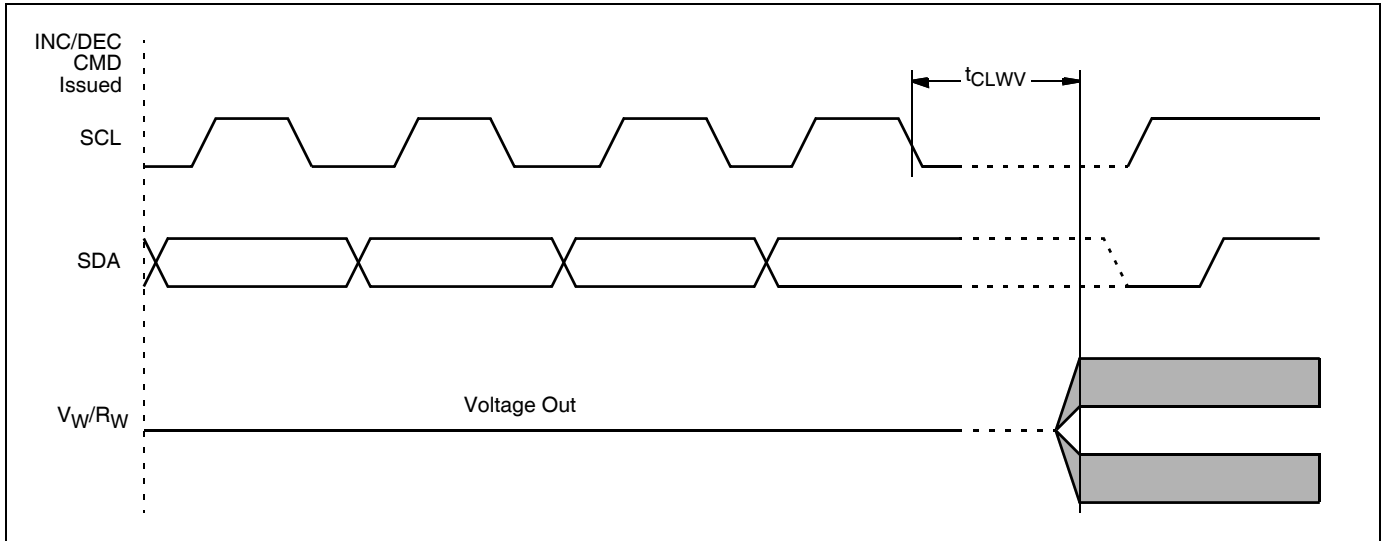 INC/DEC
CMD
Issued
tCLWV
SCL
SDA
Voltage Out
VW/RW